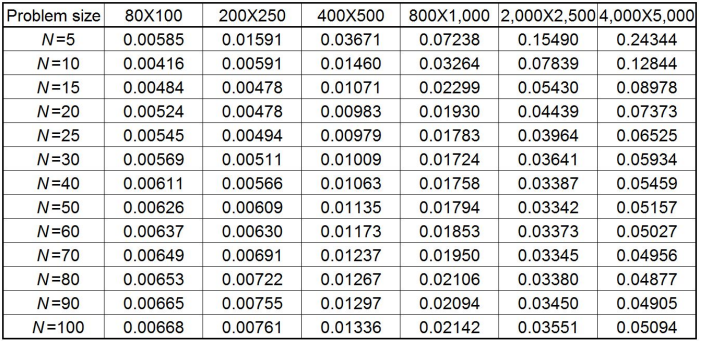 Problem size 80X100 200X250 400X500 800X1,000 2,000X2,500 4,000X5,000
N=5 0.00585 0.01591 0.03671 0.07238 0.15490 0.24344
N=10 0.00416 0.00591 0.01460 0.03264 0.07839 0.12844
N=15 0.00484 0.00478 0.01071 0.02299 0.05430 0.08978
N=20 0.00524 0.00478 0.00983 0.01930 0.04439 0.07373
N=25 0.00545 0.00494 0.00979 0.01783 0.03964 0.06525
N=30 0.00569 0.00511 0.01009 0.01724 0.03641 0.05934
N=40 0.00611 0.00566 0.01063 0.01758 0.03387 0.05459
N=50 0.00626 0.00609 0.01135 0.01794 0.03342 0.05157
N=60 0.00637 0.00630 0.01173 0.01853 0.03373 0.05027
N=70 0.00649 0.00691 0.01237 0.01950 0.03345 0.04956
N=80 0.00653 0.00722 0.01267 0.02106 0.03380 0.04877
N=90 0.00665 0.00755 0.01297 0.02094 0.03450 0.04905
N=100 0.00668 0.00761 0.01336 0.02142 0.03551 0.05094